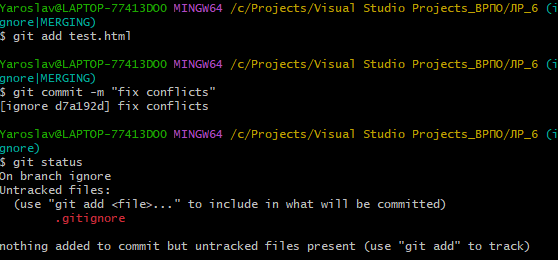 Yaroslav@LAPTOP-77413DOO MINGW64 /c/Projects/Visual Studio Projects_ВРПО/ЛР_6 (i
gnore|MERGING)
$ git add test.html

Yaroslav@LAPTOP-77413DOO MINGW64 /c/Projects/Visual Studio Projects_ВРПО/ЛР_6 (i
gnore|MERGING)
$ git commit -m "fix conflicts"
[ignore d7a192d] fix conflicts

Yaroslav@LAPTOP-77413DOO MINGW64 /c/Projects/Visual Studio Projects_ВРПО/ЛР_6 (i
gnore)
$ git status
On branch ignore
Untracked files:
  (use "git add <file>..." to include in what will be committed)
        .gitignore

nothing added to commit but untracked files present (use "git add" to track)